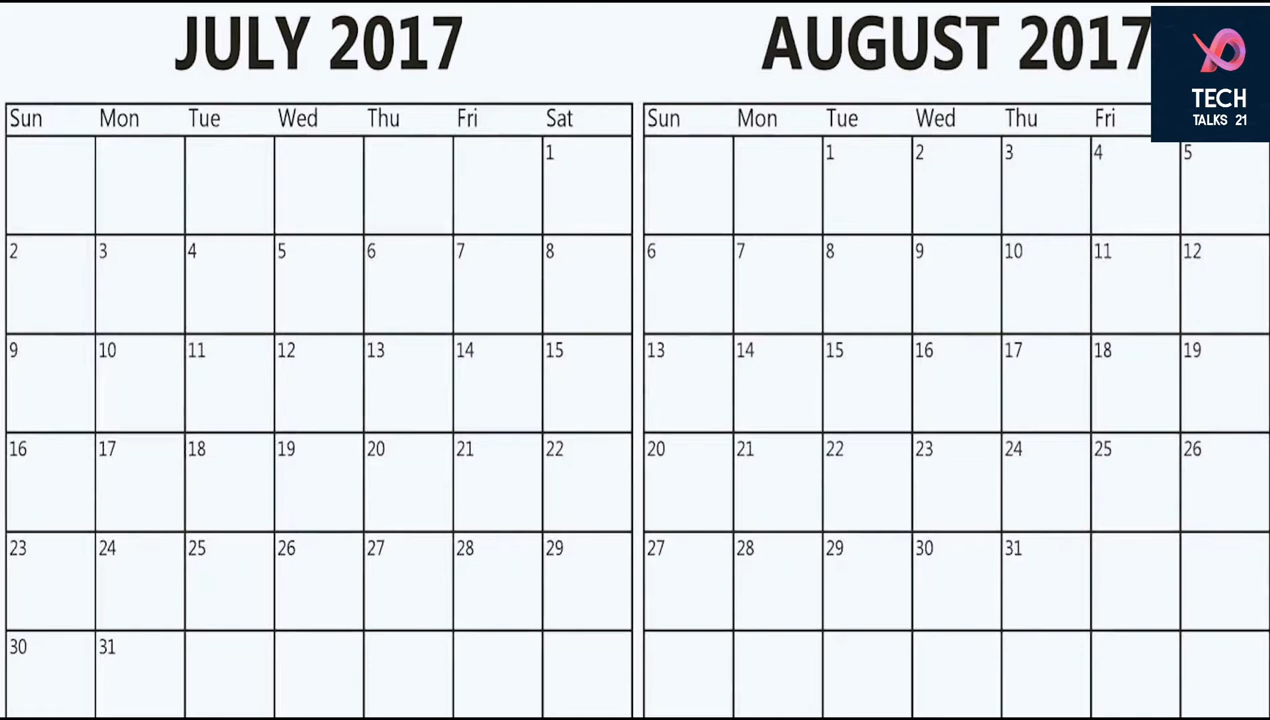 JULY 2017
Sun Mon Tue Wed Thu Fri Sat
1
2 3 4 5 6 7 8
9 10 11 12 13 14 15
16 17 18 19 20 21 22
23 24 25 26 27 28 29
30 31
AUGUST 2017
Sun Mon Tue Wed Thu Fri
1 2 3 4 5
6 7 8 9 10 11 12
13 14 15 16 17 18 19
20 21 22 23 24 25 26
27 28 29 30 31
TECH
TALKS 21